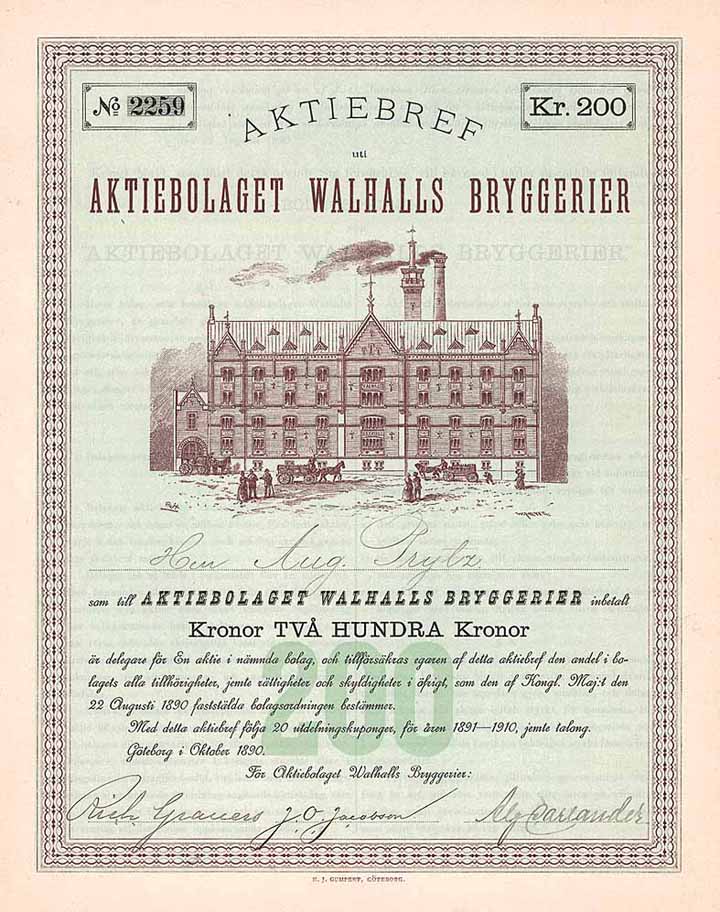 No 2259
Kr. 200
AKTIEBREF
uti
AKTIEBOLAGET WALHALLS BRYGGERIER
Herr Aug. Prytz
som till AKTIEBOLAGET WALHALLS BRYGGERIER inbetalt
Kronor TVÅ HUNDRA Kronor
200
är delegare för En aktie i nämnda bolag, och tillförsäkras egaren af detta aktiebref den andel i bo-
lagets alla tillhörigheter, jemte rättigheter och skyldigheter i öfrigt, som den af Kongl. Maj:t den
22 Augusti 1890 fastställda bolagsordningen bestämmer.
Med detta aktiebref följa 20 utdelningskuponger, för åren 1891—1910, jemte talong.
Göteborg i Oktober 1890.
För Aktiebolaget Walhalls Bryggerier:
J. O. Jacobson
H. J. GUMPERT, GÖTEBORG.